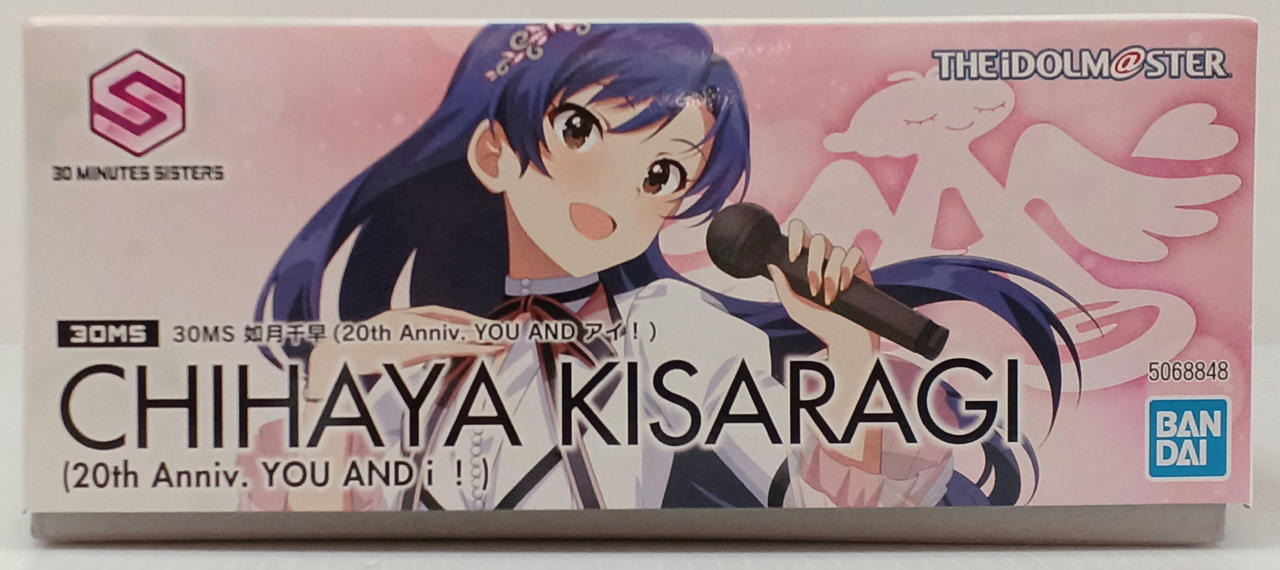 30 MINUTES SISTERS
THE iDOLM@STER
30MS
30MS 如月千早 (20th Anniv. YOU AND アイ!)
CHIHAYA KISARAGI
(20th Anniv. YOU AND i !)
5068848
BAN
DAI